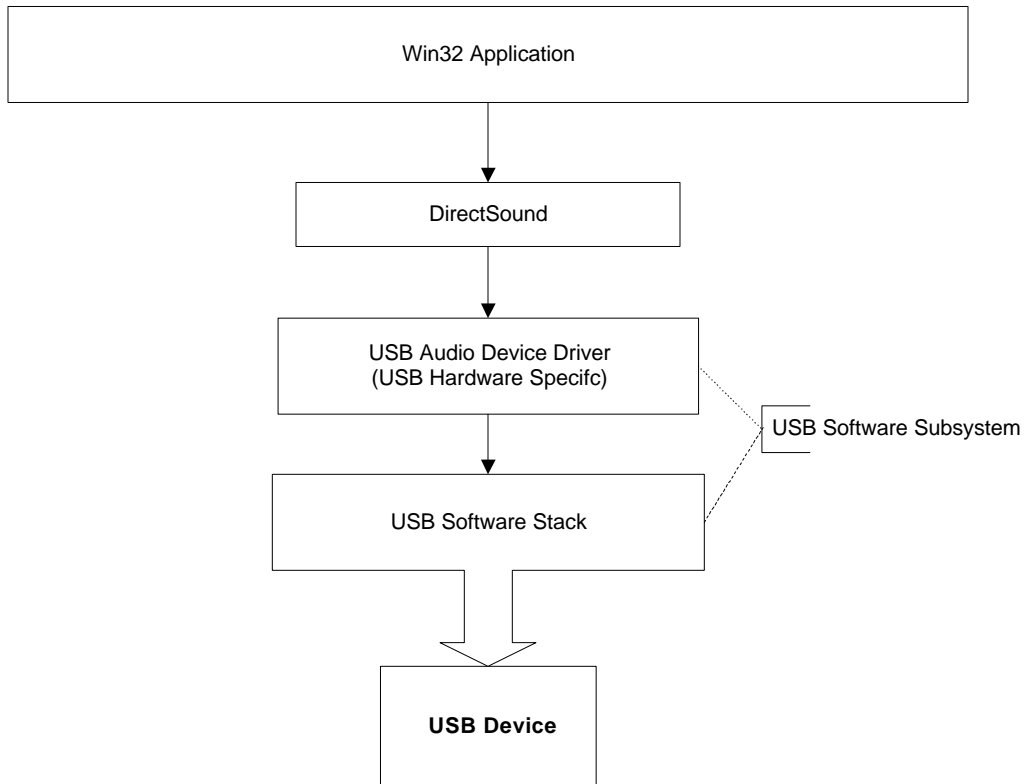 Win32 Application
DirectSound
USB Audio Device Driver
(USB Hardware Specifc)
USB Software Subsystem
USB Software Stack
USB Device